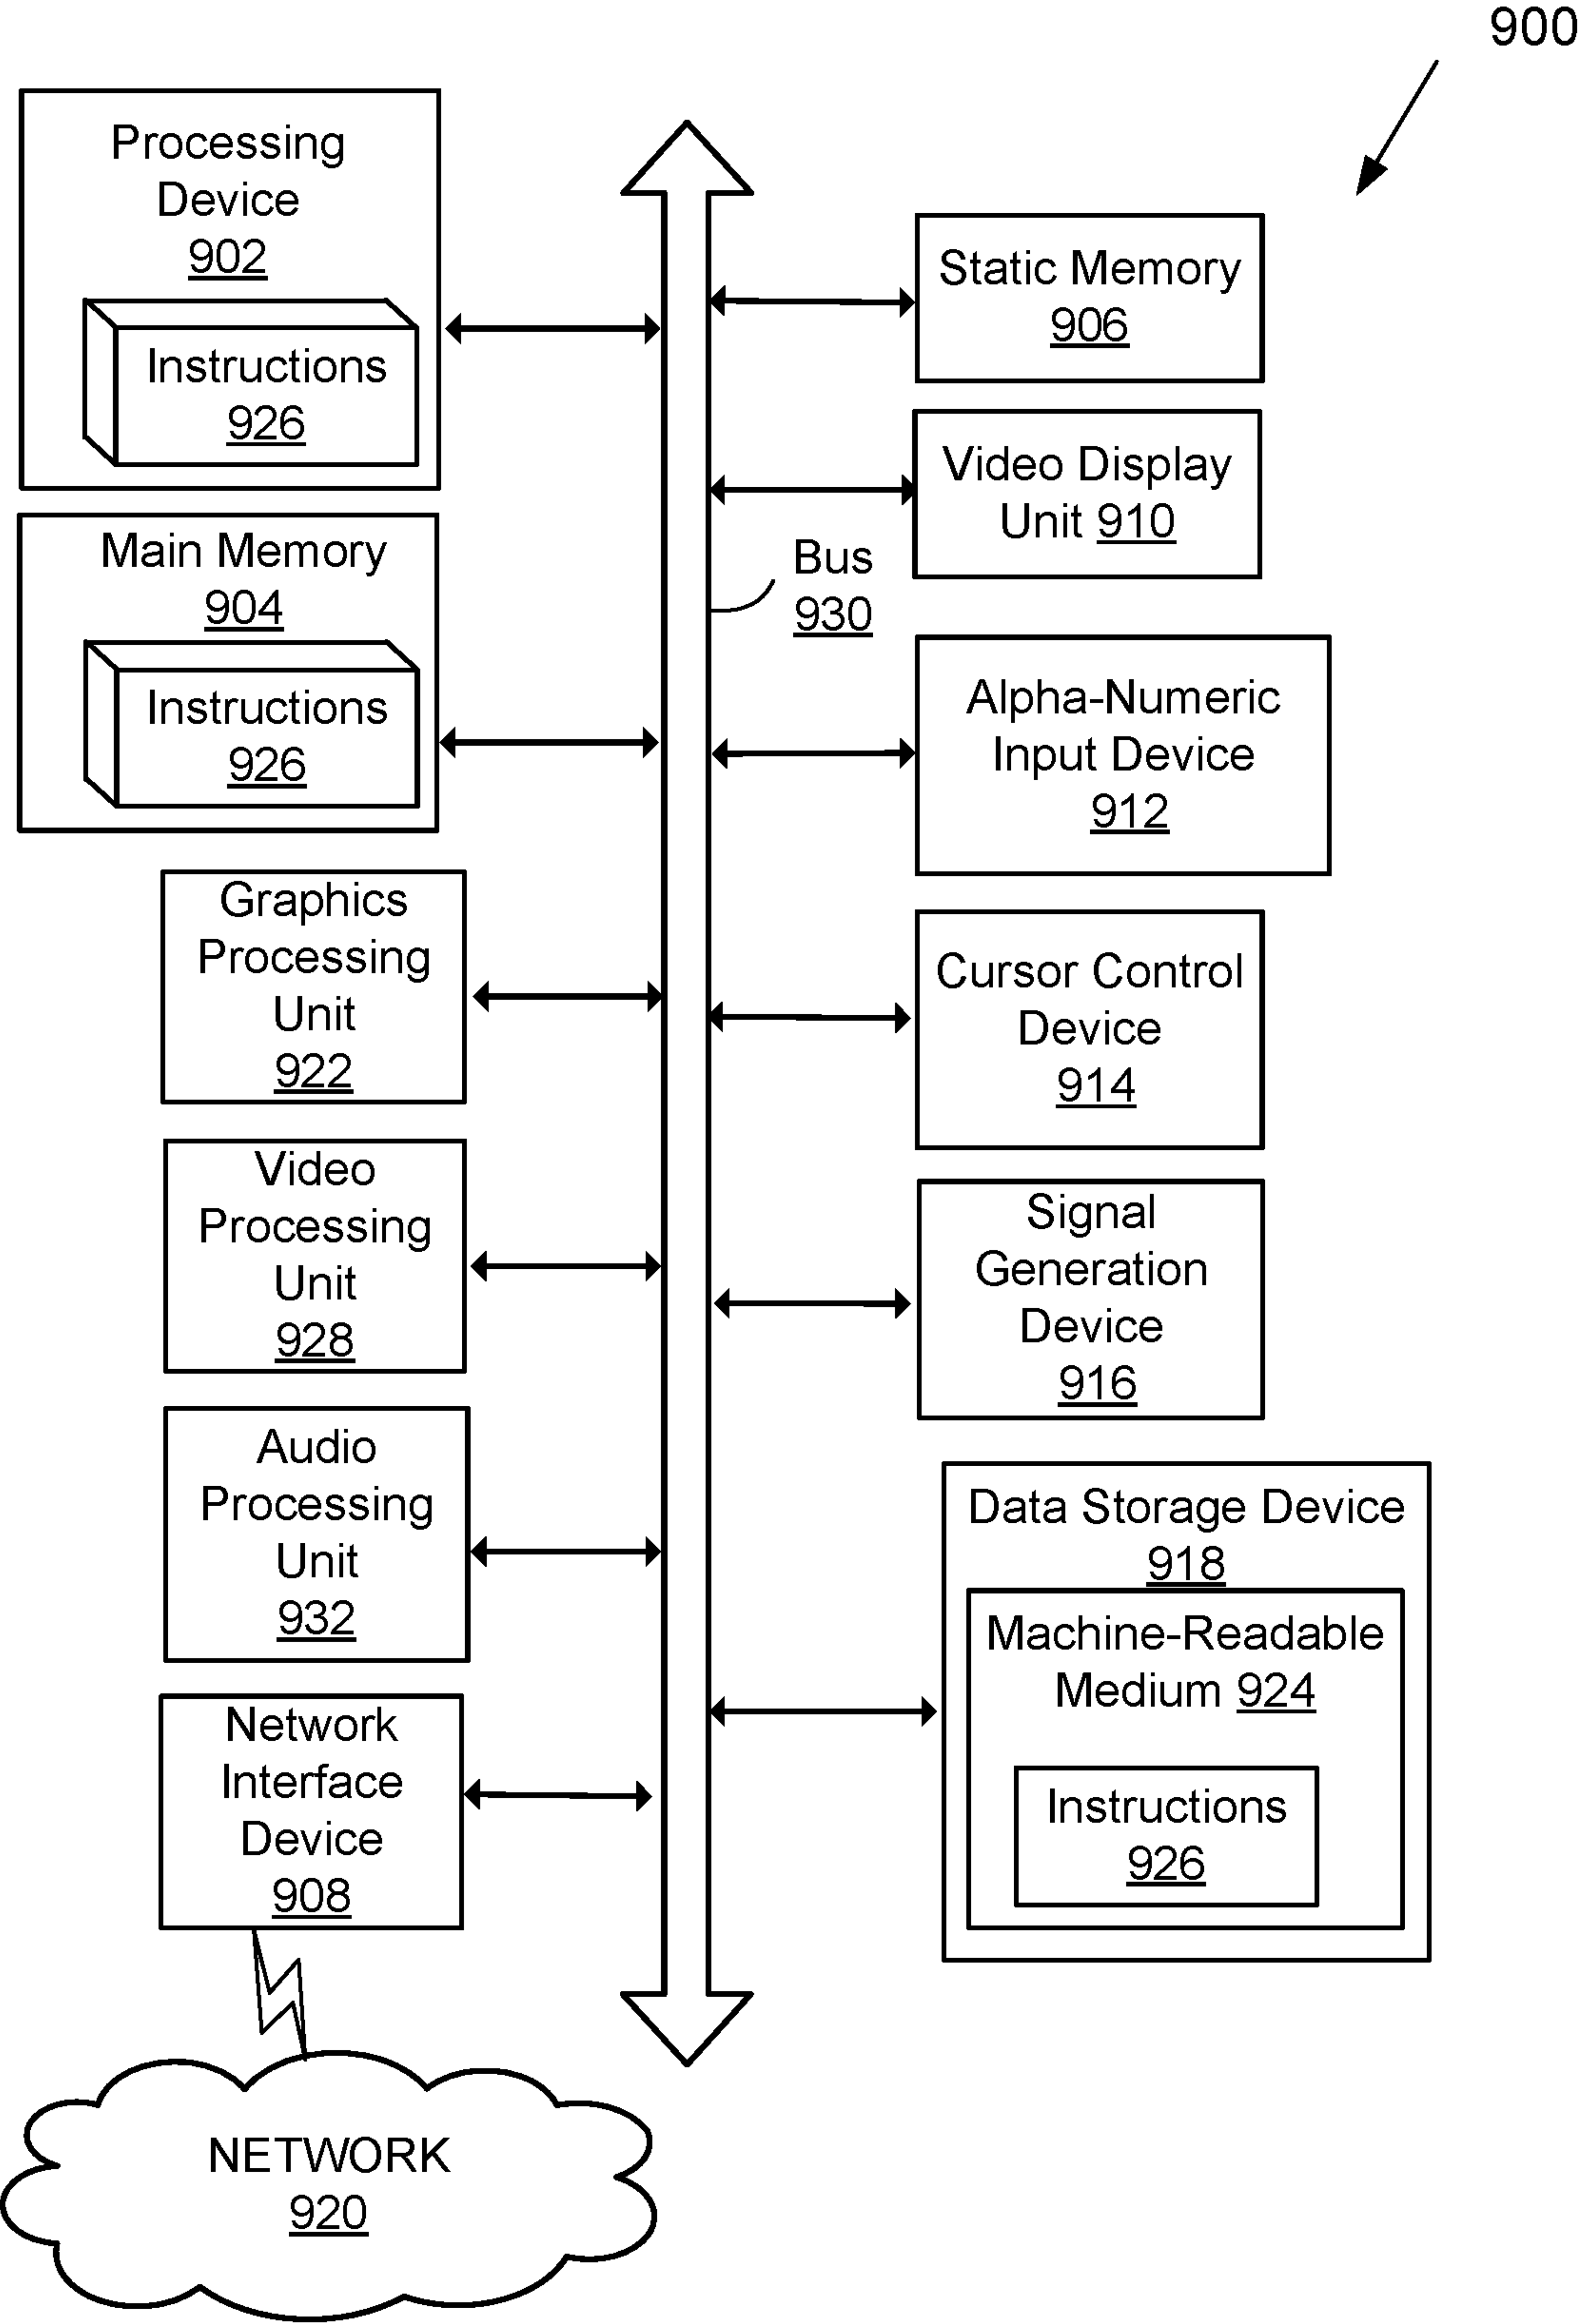 900
Processing
Device
902
Instructions
926
Main Memory
904
Instructions
926
Graphics
Processing
Unit
922
Video
Processing
Unit
928
Audio
Processing
Unit
932
Network
Interface
Device
908
NETWORK
920
Bus
930
Static Memory
906
Video Display
Unit 910
Alpha-Numeric
Input Device
912
Cursor Control
Device
914
Signal
Generation
Device
916
Data Storage Device
918
Machine-Readable
Medium 924
Instructions
926